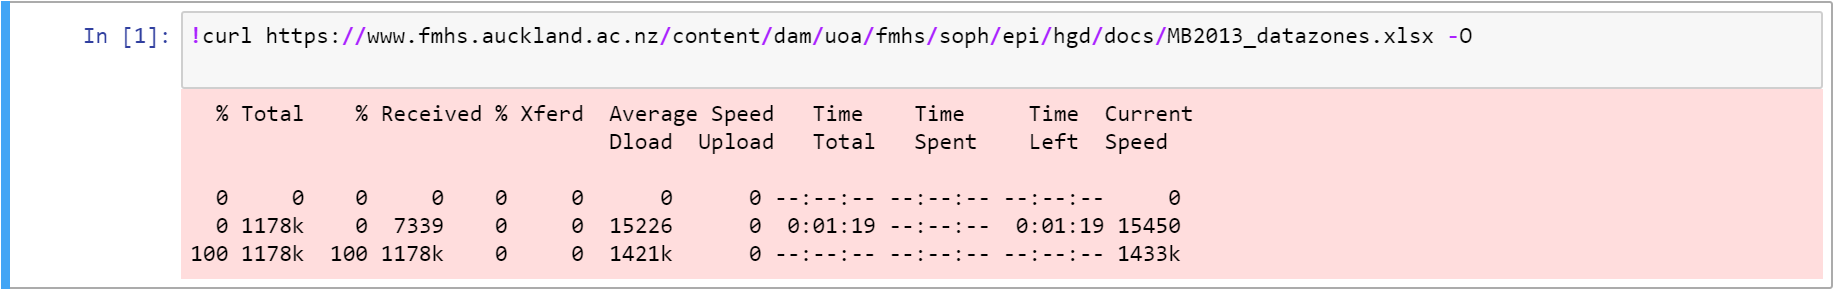 In [1]: !curl https://www.fmhs.auckland.ac.nz/content/dam/uoa/fmhs/soph/epi/hgd/docs/MB2013_datazones.xlsx -O
  % Total    % Received % Xferd  Average Speed   Time    Time     Time  Current
                                 Dload  Upload   Total   Spent    Left  Speed
  0     0    0     0    0     0      0      0 --:--:-- --:--:-- --:--:--     0
  0 1178k    0  7339    0     0  15226      0  0:01:19 --:--:--  0:01:19 15450
100 1178k  100 1178k    0     0  1421k      0 --:--:-- --:--:-- --:--:-- 1433k